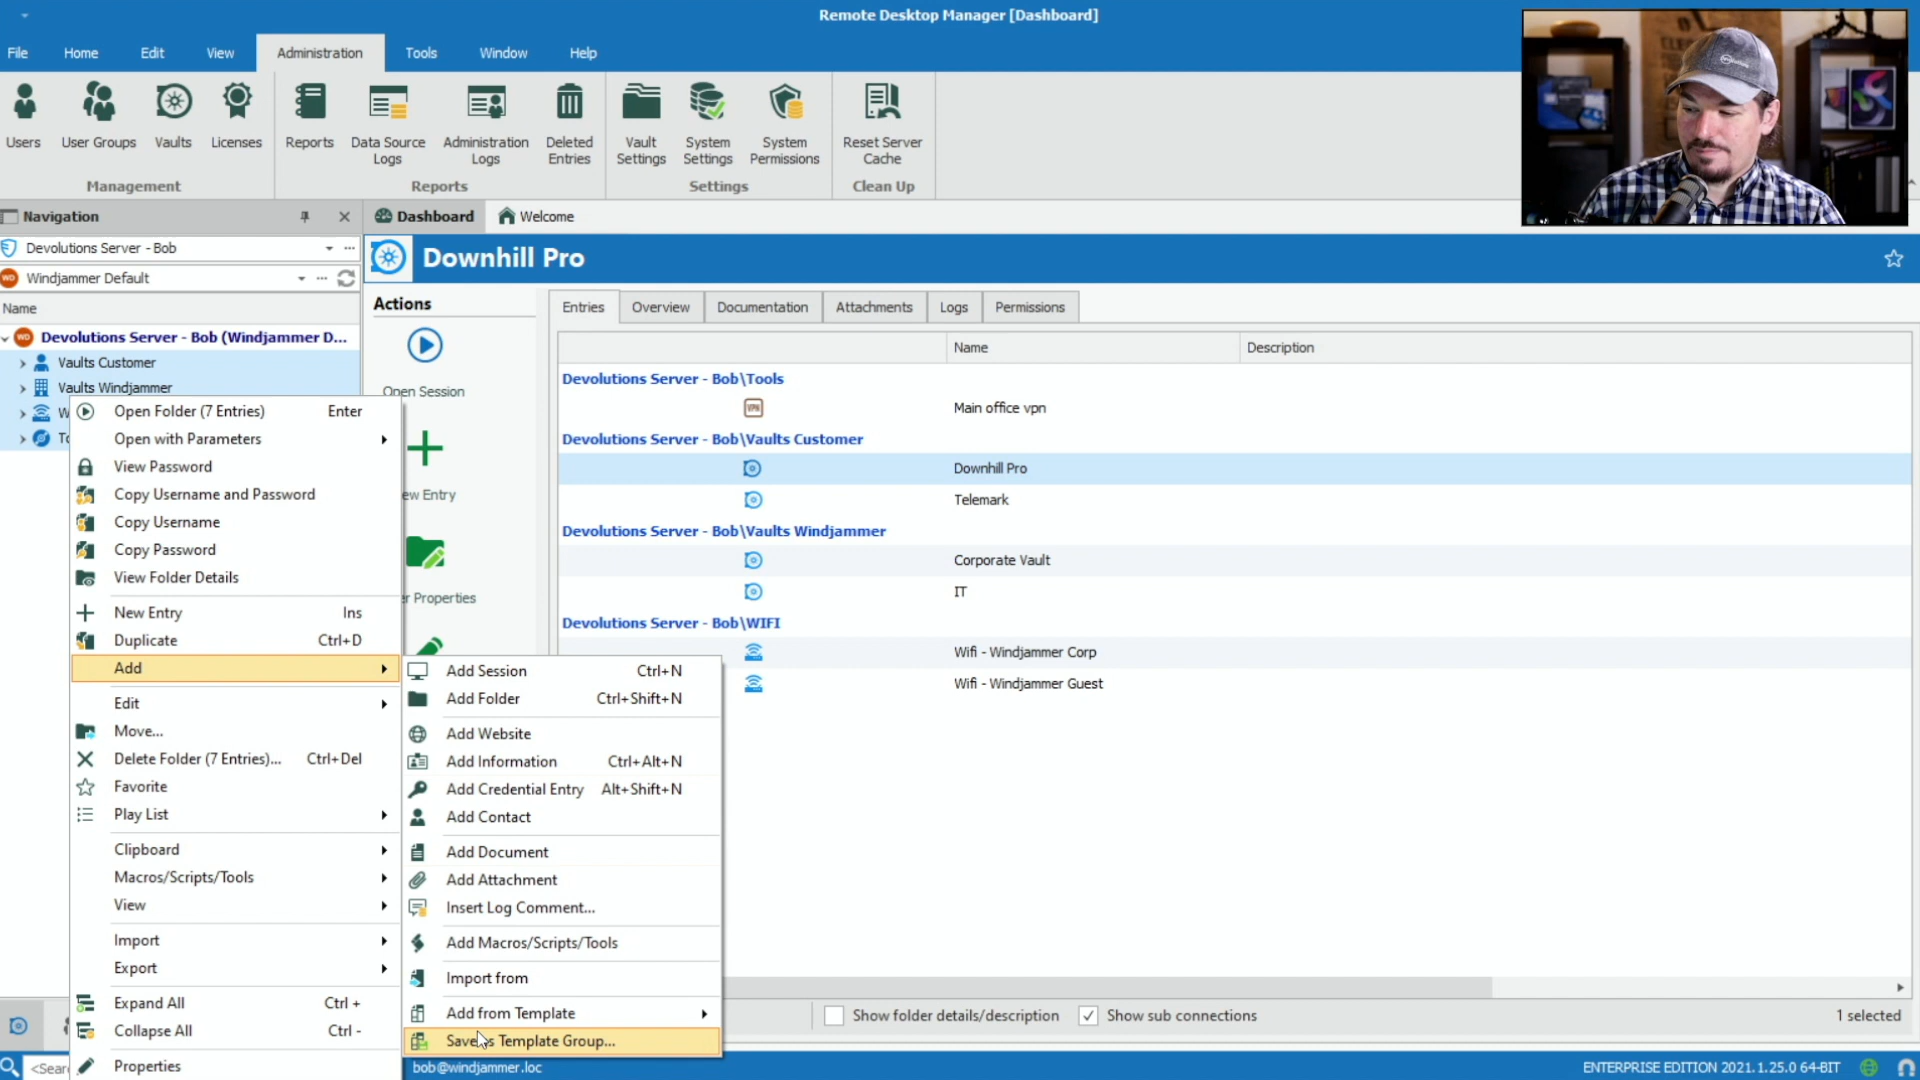 Remote Desktop Manager [Dashboard]
File Home Edit View Administration Tools Window Help
Users User Groups Vaults Licenses Reports Data Source Logs Administration Logs Deleted Entries Vault Settings System Settings System Permissions Reset Server Cache
Management Reports Settings Clean Up
Navigation
Dashboard Welcome
Devolutions Server - Bob
Windjammer Default
Downhill Pro
Name
Devolutions Server - Bob (Windjammer D...
Vaults Customer
Vaults Windjammer
Actions
Open Session
Entries Overview Documentation Attachments Logs Permissions
Name Description
Devolutions Server - Bob\Tools
VPN Main office vpn
Devolutions Server - Bob\Vaults Customer
Downhill Pro
Telemark
Devolutions Server - Bob\Vaults Windjammer
Corporate Vault
IT
Devolutions Server - Bob\WIFI
Wifi - Windjammer Corp
Wifi - Windjammer Guest
Open Folder (7 Entries) Enter
Open with Parameters
View Password
Copy Username and Password
Copy Username
Copy Password
View Folder Details
New Entry Ins
Duplicate Ctrl+D
Add
Edit
Move...
Delete Folder (7 Entries)... Ctrl+Del
Favorite
Play List
Clipboard
Macros/Scripts/Tools
View
Import
Export
Expand All Ctrl +
Collapse All Ctrl -
Properties
ew Entry
r Properties
Add Session Ctrl+N
Add Folder Ctrl+Shift+N
Add Website
Add Information Ctrl+Alt+N
Add Credential Entry Alt+Shift+N
Add Contact
Add Document
Add Attachment
Insert Log Comment...
Add Macros/Scripts/Tools
Import from
Add from Template
Save Template Group...
Show folder details/description Show sub connections 1 selected
<Sear bob@windjammer.loc ENTERPRISE EDITION 2021.1.25.0 64-BIT